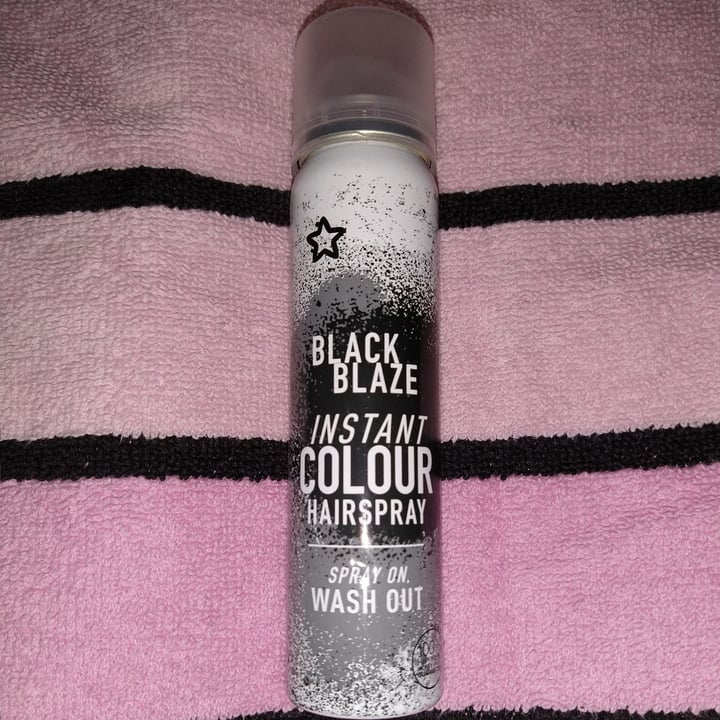 BLACK
BLAZE
INSTANT
COLOUR
HAIRSPRAY
SPRAY ON,
WASH OUT